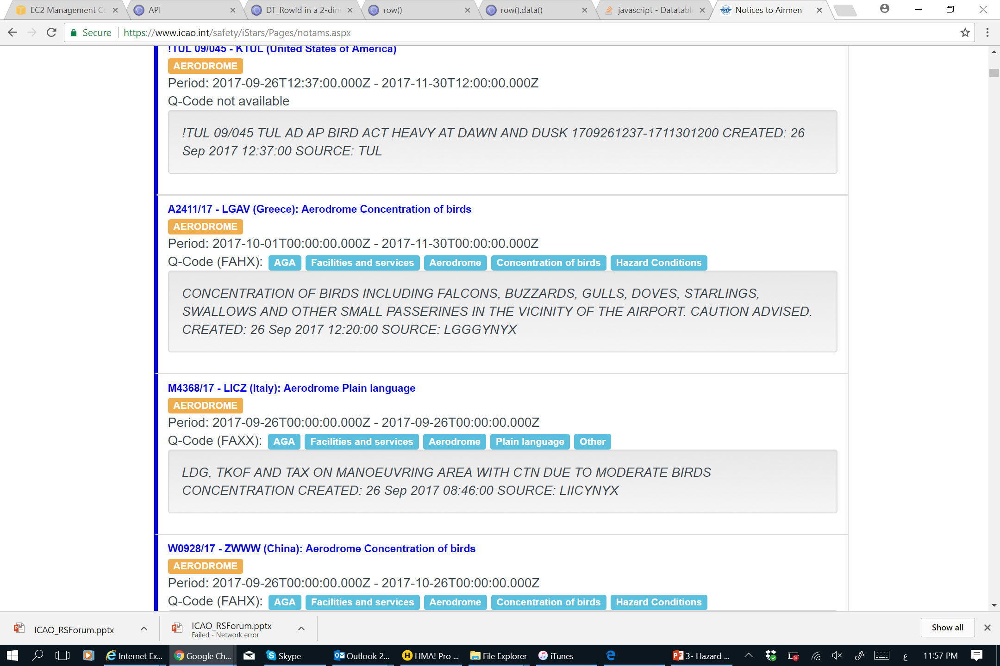 EC2 Management Co
API
DT_RowId in a 2-dim
row()
row().data()
javascript - Datatabl
Notices to Airmen
Secure
https://www.icao.int/safety/iStars/Pages/notams.aspx
!TUL 09/045 - KTUL (United States of America)
AERODROME
Period: 2017-09-26T12:37:00.000Z - 2017-11-30T12:00:00.000Z
Q-Code not available
!TUL 09/045 TUL AD AP BIRD ACT HEAVY AT DAWN AND DUSK 1709261237-1711301200 CREATED: 26
Sep 2017 12:37:00 SOURCE: TUL
A2411/17 - LGAV (Greece): Aerodrome Concentration of birds
AERODROME
Period: 2017-10-01T00:00:00.000Z - 2017-11-30T00:00:00.000Z
Q-Code (FAHX): AGA Facilities and services Aerodrome Concentration of birds Hazard Conditions
CONCENTRATION OF BIRDS INCLUDING FALCONS, BUZZARDS, GULLS, DOVES, STARLINGS,
SWALLOWS AND OTHER SMALL PASSERINES IN THE VICINITY OF THE AIRPORT. CAUTION ADVISED.
CREATED: 26 Sep 2017 12:20:00 SOURCE: LGGGYNYX
M4368/17 - LICZ (Italy): Aerodrome Plain language
AERODROME
Period: 2017-09-26T00:00:00.000Z - 2017-09-26T00:00:00.000Z
Q-Code (FAXX): AGA Facilities and services Aerodrome Plain language Other
LDG, TKOF AND TAX ON MANOEUVRING AREA WITH CTN DUE TO MODERATE BIRDS
CONCENTRATION CREATED: 26 Sep 2017 08:46:00 SOURCE: LIICYNYX
W0928/17 - ZWWW (China): Aerodrome Concentration of birds
AERODROME
Period: 2017-09-26T00:00:00.000Z - 2017-10-26T00:00:00.000Z
Q-Code (FAHX): AGA Facilities and services Aerodrome Concentration of birds Hazard Conditions
ICAO_RSForum.pptx
ICAO_RSForum.pptx
Failed - Network error
Show all
Internet Ex...
Google Ch...
Skype
Outlook 2...
HMA! Pro ...
File Explorer
iTunes
3- Hazard ...
ع
11:57 PM